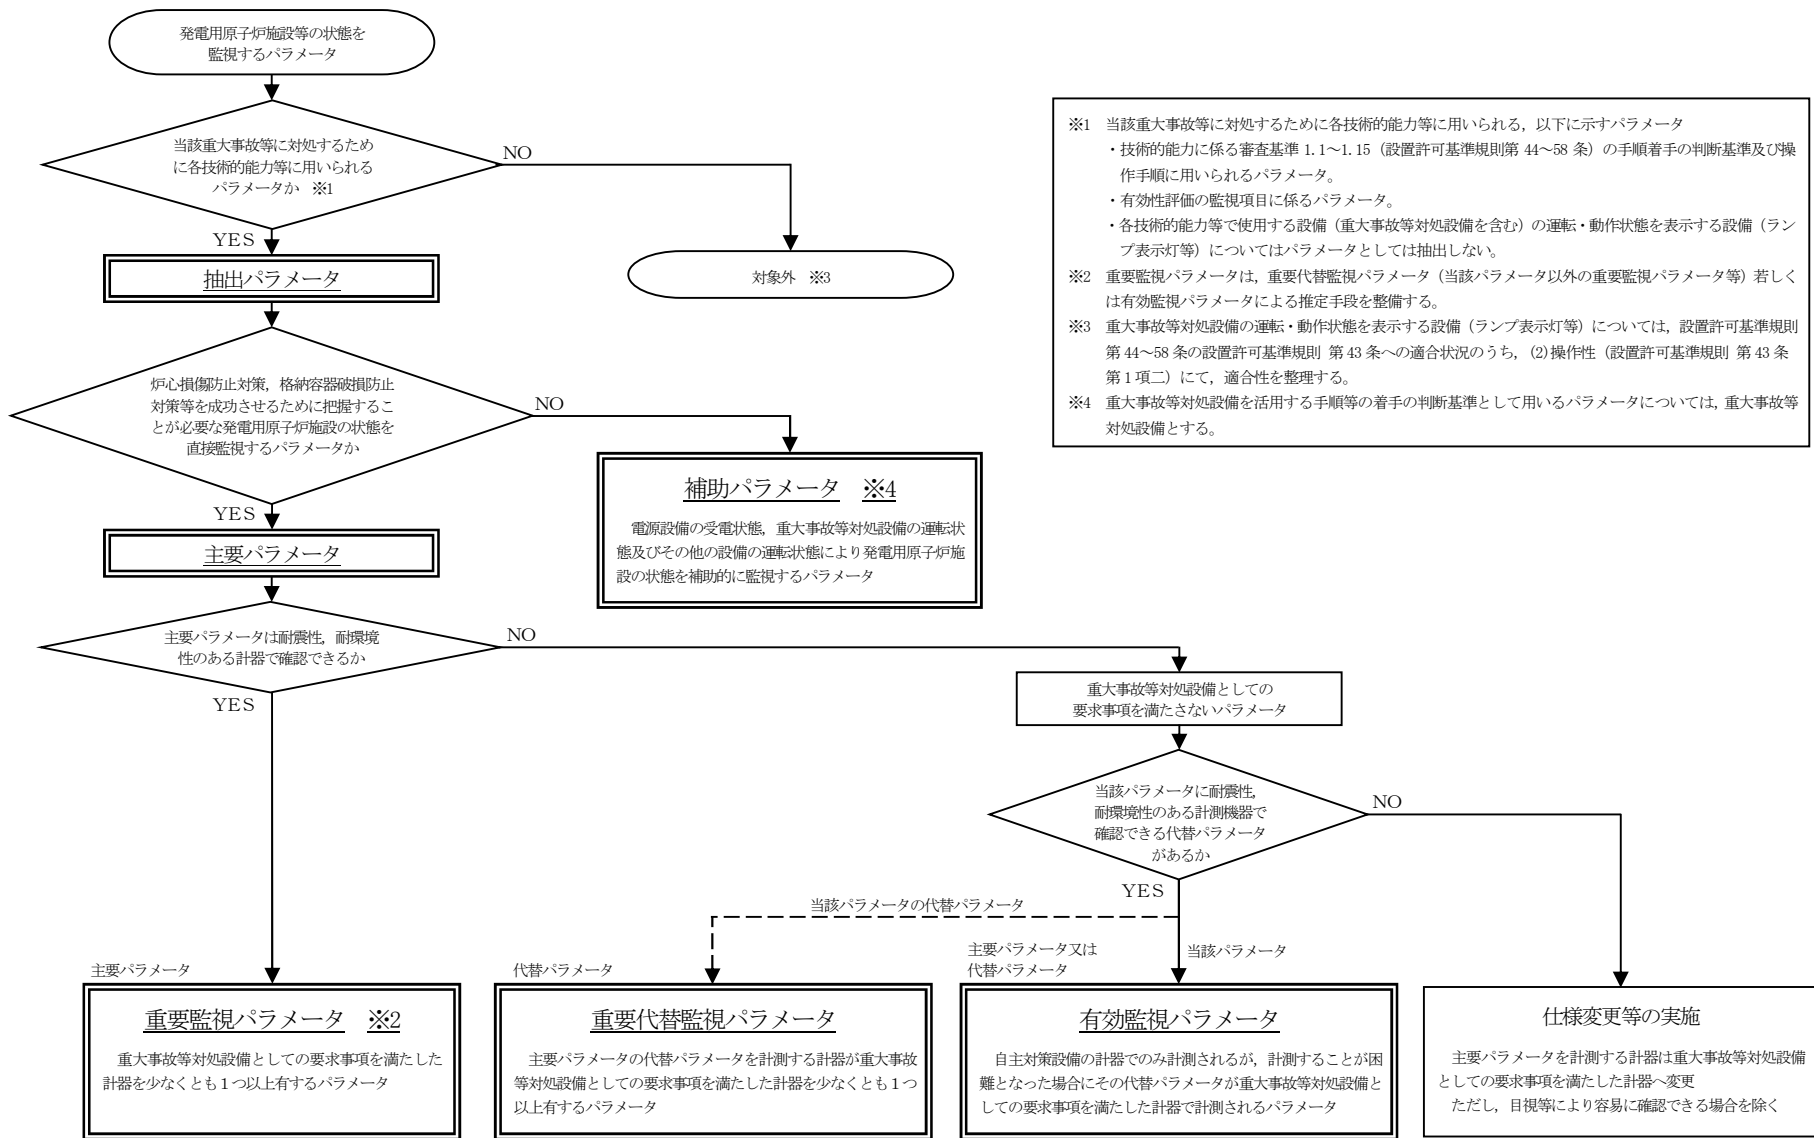 発電用原子炉施設等の状態を
監視するパラメータ
当該重大事故等に対処するため
に各技術的能力等に用いられる
パラメータか　※1
NO
YES
対象外　※3
抽出パラメータ
炉心損傷防止対策，格納容器破損防止
対策等を成功させるために把握するこ
とが必要な発電用原子炉施設の状態を
直接監視するパラメータか
NO
YES
補助パラメータ　※4
電源設備の受電状態，重大事故等対処設備の運転状
態及びその他の設備の運転状態により発電用原子炉施
設の状態を補助的に監視するパラメータ
主要パラメータ
主要パラメータは耐震性，耐環境
性のある計器で確認できるか
NO
YES
重大事故等対処設備としての
要求事項を満たさないパラメータ
当該パラメータに耐震性，
耐環境性のある計測機器で
確認できる代替パラメータ
があるか
NO
YES
当該パラメータの代替パラメータ
主要パラメータ
代替パラメータ
主要パラメータ又は
代替パラメータ
当該パラメータ
重要監視パラメータ　※2
重大事故等対処設備としての要求事項を満たした
計器を少なくとも１つ以上有するパラメータ
重要代替監視パラメータ
主要パラメータの代替パラメータを計測する計器が重大事故
等対処設備としての要求事項を満たした計器を少なくとも１つ
以上有するパラメータ
有効監視パラメータ
自主対策設備の計器でのみ計測されるが，計測することが困
難となった場合にその代替パラメータが重大事故等対処設備と
しての要求事項を満たした計器で計測されるパラメータ
仕様変更等の実施
主要パラメータを計測する計器は重大事故等対処設備
としての要求事項を満たした計器へ変更
ただし，目視等により容易に確認できる場合を除く
※1　当該重大事故等に対処するために各技術的能力等に用いられる，以下に示すパラメータ
・技術的能力に係る審査基準 1.1～1.15（設置許可基準規則第 44～58 条）の手順着手の判断基準及び操
作手順に用いられるパラメータ。
・有効性評価の監視項目に係るパラメータ。
・各技術的能力等で使用する設備（重大事故等対処設備を含む）の運転・動作状態を表示する設備（ラン
プ表示灯等）についてはパラメータとしては抽出しない。
※2　重要監視パラメータは，重要代替監視パラメータ（当該パラメータ以外の重要監視パラメータ等）若しく
は有効監視パラメータによる推定手段を整備する。
※3　重大事故等対処設備の運転・動作状態を表示する設備（ランプ表示灯等）については，設置許可基準規則
第 44～58 条の設置許可基準規則 第 43 条への適合状況のうち，(2)操作性（設置許可基準規則 第 43 条
第１項二）にて，適合性を整理する。
※4　重大事故等対処設備を活用する手順等の着手の判断基準として用いるパラメータについては，重大事故等
対処設備とする。